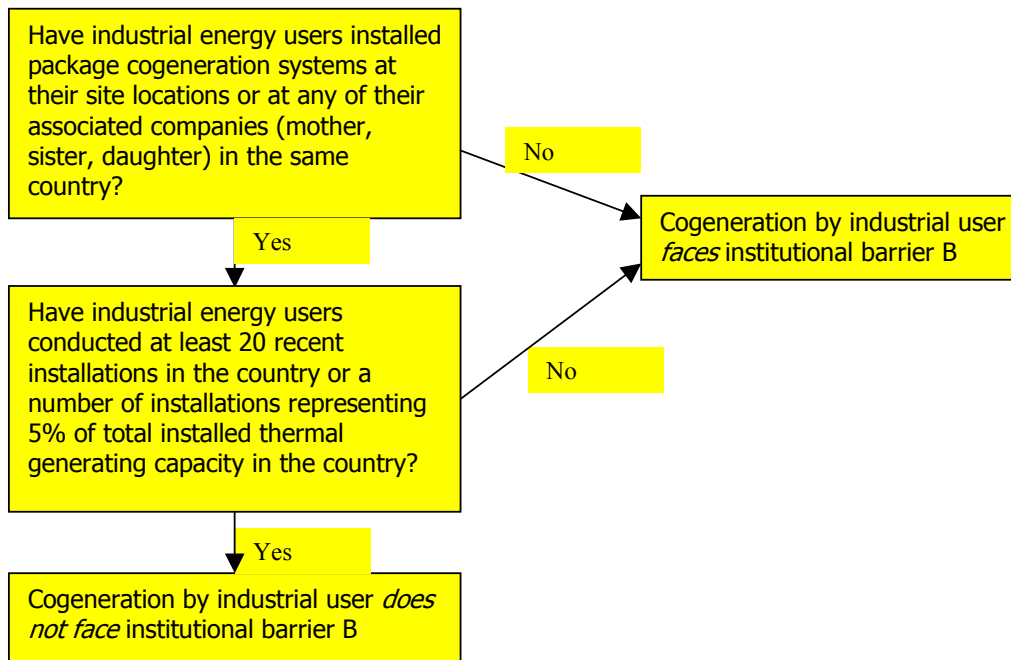 Have industrial energy users installed
package cogeneration systems at
their site locations or at any of their
associated companies (mother,
sister, daughter) in the same
country?
No
Cogeneration by industrial user
faces institutional barrier B
Yes
Have industrial energy users
conducted at least 20 recent
installations in the country or a
number of installations representing
5% of total installed thermal
generating capacity in the country?
No
Yes
Cogeneration by industrial user does
not face institutional barrier B